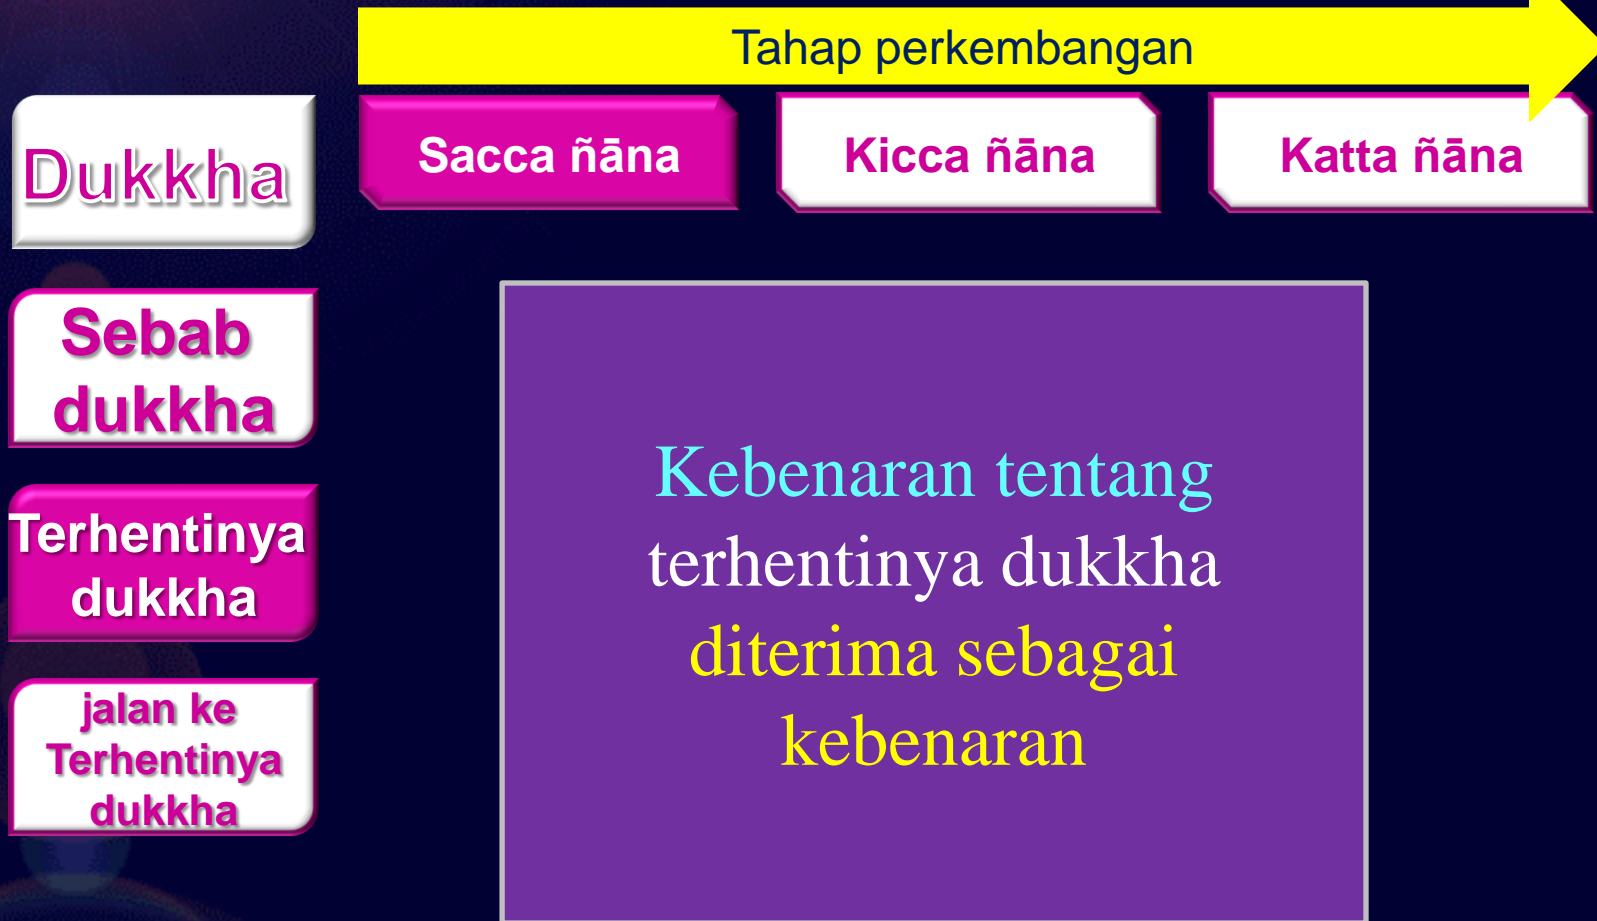 Tahap perkembangan
Sacca ñāna
Kicca ñāna
Katta ñāna
Dukkha
Sebab
dukkha
Terhentinya
dukkha
jalan ke
Terhentinya
dukkha
Kebenaran tentang
terhentinya dukkha
diterima sebagai
kebenaran